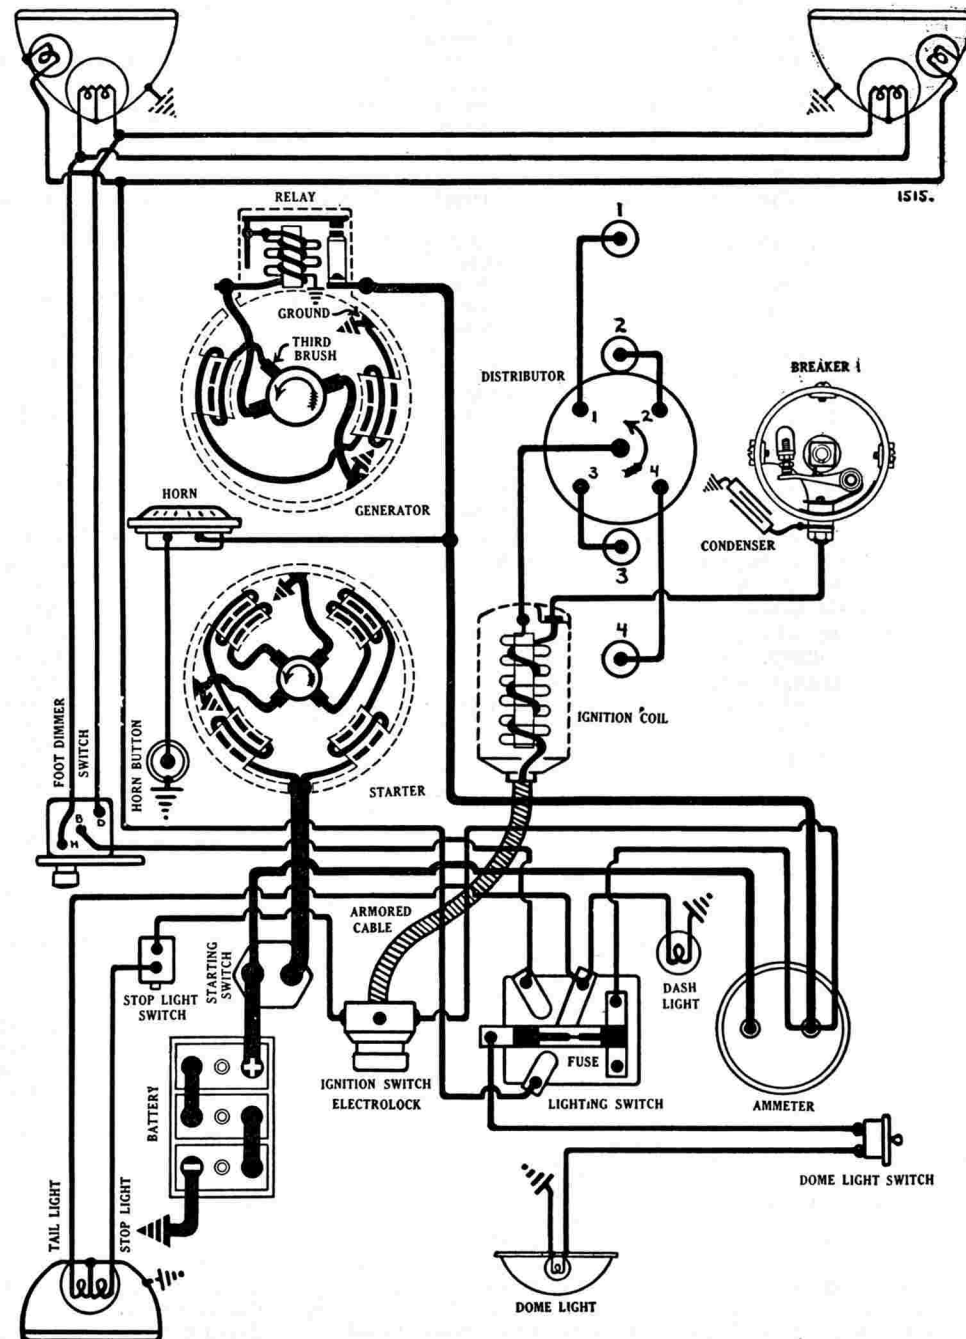 1515.
RELAY
GROUND
THIRD
BRUSH
GENERATOR
1
2
DISTRIBUTOR
1
2
3
4
3
4
BREAKER
CONDENSER
HORN
IGNITION COIL
FOOT DIMMER
SWITCH
HORN BUTTON
STARTER
B
D
H
ARMORED
CABLE
STOP LIGHT
SWITCH
STARTING
SWITCH
DASH
LIGHT
FUSE
IGNITION SWITCH
ELECTROLOCK
LIGHTING SWITCH
AMMETER
BATTERY
+
−
DOME LIGHT SWITCH
TAIL LIGHT
STOP LIGHT
DOME LIGHT